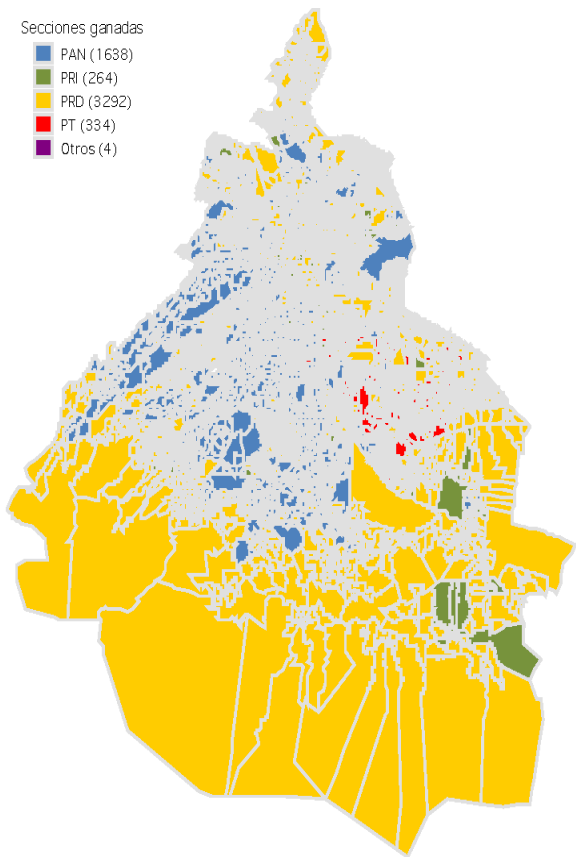 Secciones ganadas
PAN (1638)
PRI (264)
PRD (3292)
PT (334)
Otros (4)